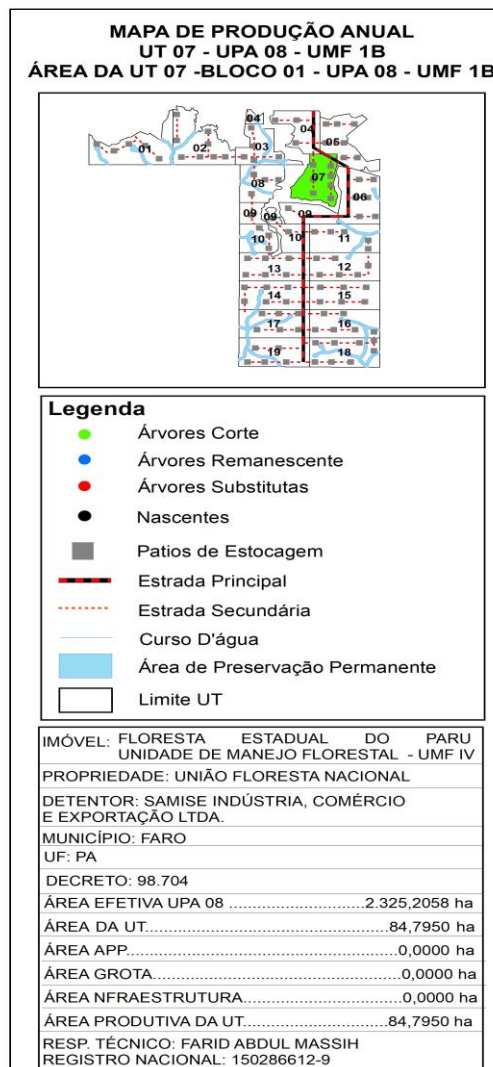 MAPA DE PRODUÇÃO ANUAL
UT 07 - UPA 08 - UMF 1B
ÁREA DA UT 07 -BLOCO 01 - UPA 08 - UMF 1B
04
04
05
01
02
03
07
08
06
09
09
09
10
10
11
13
12
14
15
17
16
19
18
Legenda
Árvores Corte
Árvores Remanescente
Árvores Substitutas
Nascentes
Patios de Estocagem
Estrada Principal
Estrada Secundária
Curso D'água
Área de Preservação Permanente
Limite UT
IMÓVEL: FLORESTA ESTADUAL DO PARU
UNIDADE DE MANEJO FLORESTAL - UMF IV
PROPRIEDADE: UNIÃO FLORESTA NACIONAL
DETENTOR: SAMISE INDÚSTRIA, COMÉRCIO
E EXPORTAÇÃO LTDA.
MUNICÍPIO: FARO
UF: PA
DECRETO: 98.704
ÁREA EFETIVA UPA 08 ..................2.325,2058 ha
ÁREA DA UT................................84,7950 ha
ÁREA APP...................................0,0000 ha
ÁREA GROTA.................................0,0000 ha
ÁREA NFRAESTRUTURA.....................0,0000 ha
ÁREA PRODUTIVA DA UT...................84,7950 ha
RESP. TÉCNICO: FARID ABDUL MASSIH
REGISTRO NACIONAL: 150286612-9